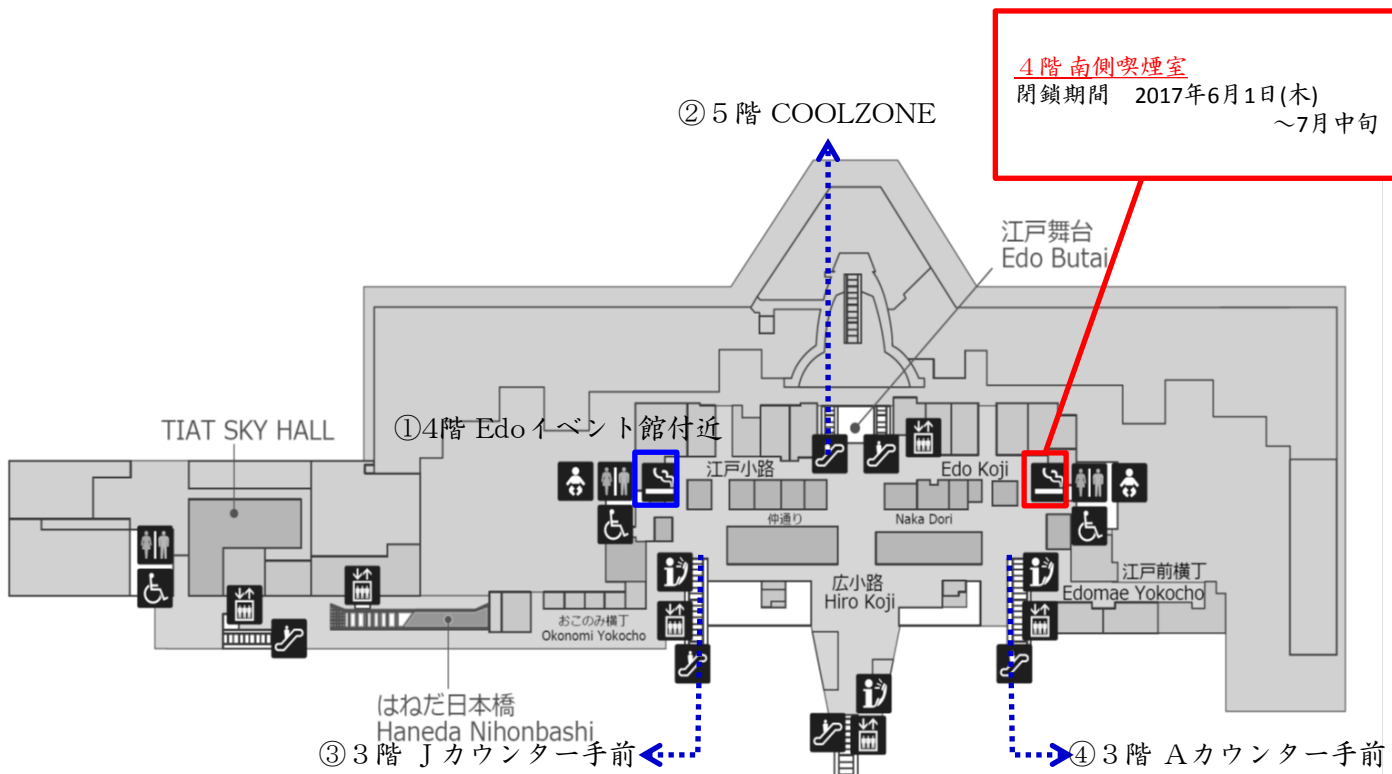 ４階 南側喫煙室
閉鎖期間　2017年6月1日(木)
～7月中旬
②５階 COOLZONE
江戸舞台
Edo Butai
TIAT SKY HALL
①4階 Edoイベント館付近
江戸小路
Edo Koji
仲通り
Naka Dori
広小路
Hiro Koji
江戸前横丁
Edomae Yokocho
おこのみ横丁
Okonomi Yokocho
はねだ日本橋
Haneda Nihonbashi
③３階 Ｊカウンター手前
④３階 Ａカウンター手前